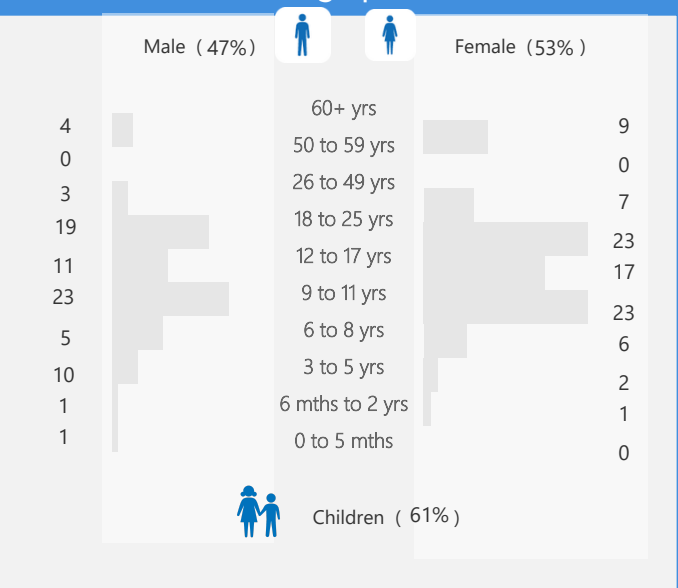 Male ( 47%)
Female (53% )
60+ yrs
4
9
50 to 59 yrs
0
0
26 to 49 yrs
3
7
18 to 25 yrs
19
23
12 to 17 yrs
11
17
9 to 11 yrs
23
23
6 to 8 yrs
5
6
3 to 5 yrs
10
2
6 mths to 2 yrs
1
1
0 to 5 mths
1
0
Children ( 61% )